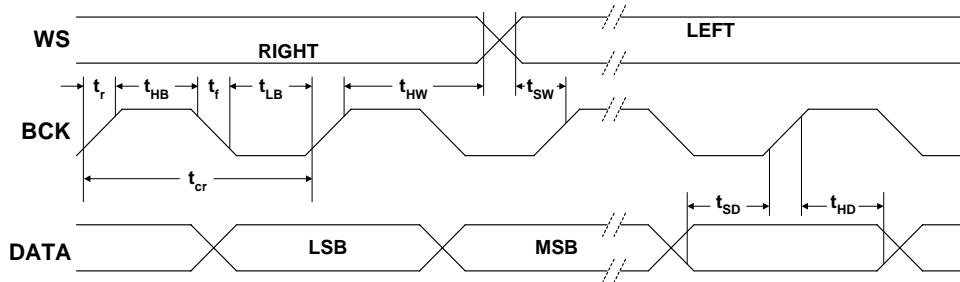 WS
RIGHT
LEFT
t_r t_HB t_f t_LB t_HW t_SW
BCK
t_cr
t_SD t_HD
DATA
LSB
MSB